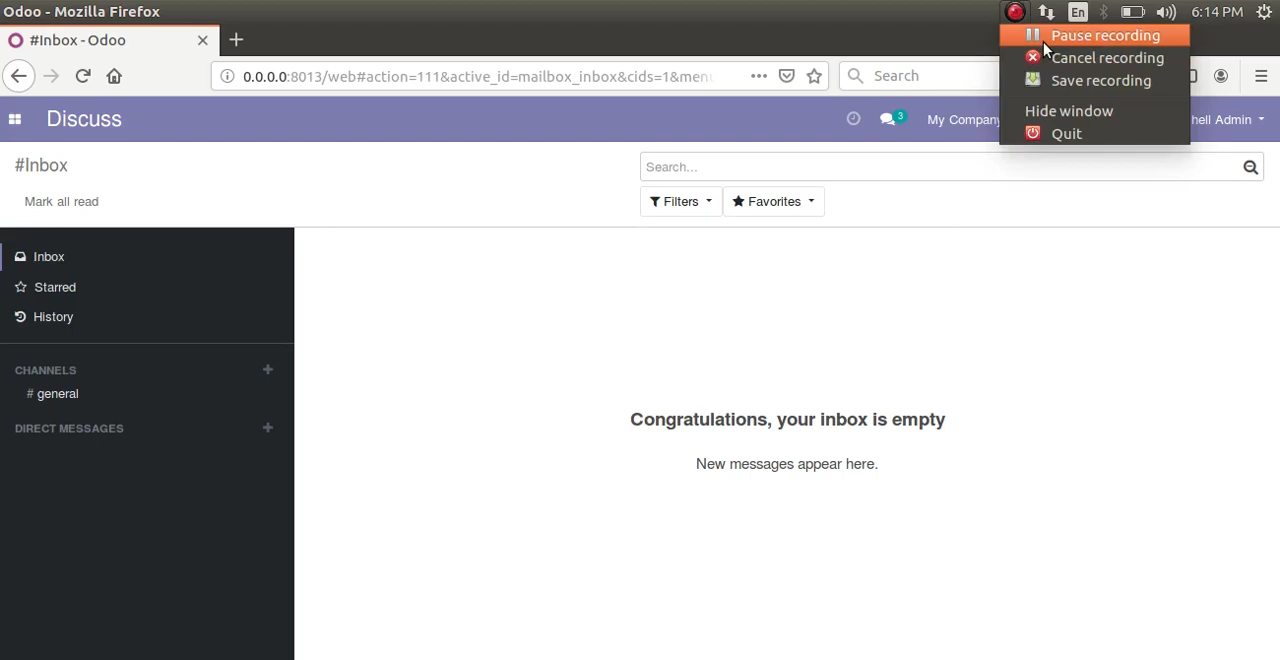 Odoo - Mozilla Firefox
En
6:14 PM
#Inbox - Odoo
Pause recording
Cancel recording
Save recording
Hide window
Quit
0.0.0.0:8013/web#action=111&active_id=mailbox_inbox&cids=1&menu
Search
Discuss
3
My Company
hell Admin
#Inbox
Search...
Mark all read
Filters
Favorites
Inbox
Starred
History
CHANNELS
# general
DIRECT MESSAGES
Congratulations, your inbox is empty
New messages appear here.